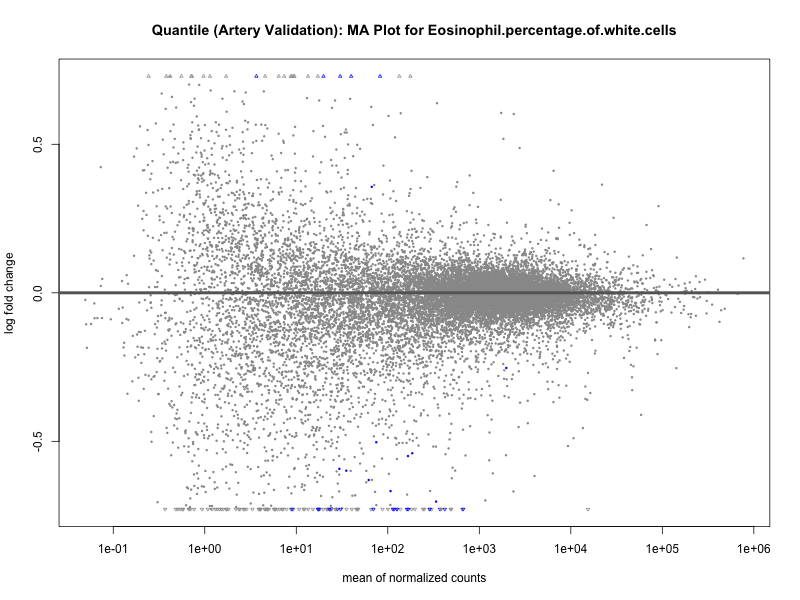 Quantile (Artery Validation): MA Plot for Eosinophil.percentage.of.white.cells
log fold change
0.5
0.0
-0.5
1e-01 1e+00 1e+01 1e+02 1e+03 1e+04 1e+05 1e+06
mean of normalized counts